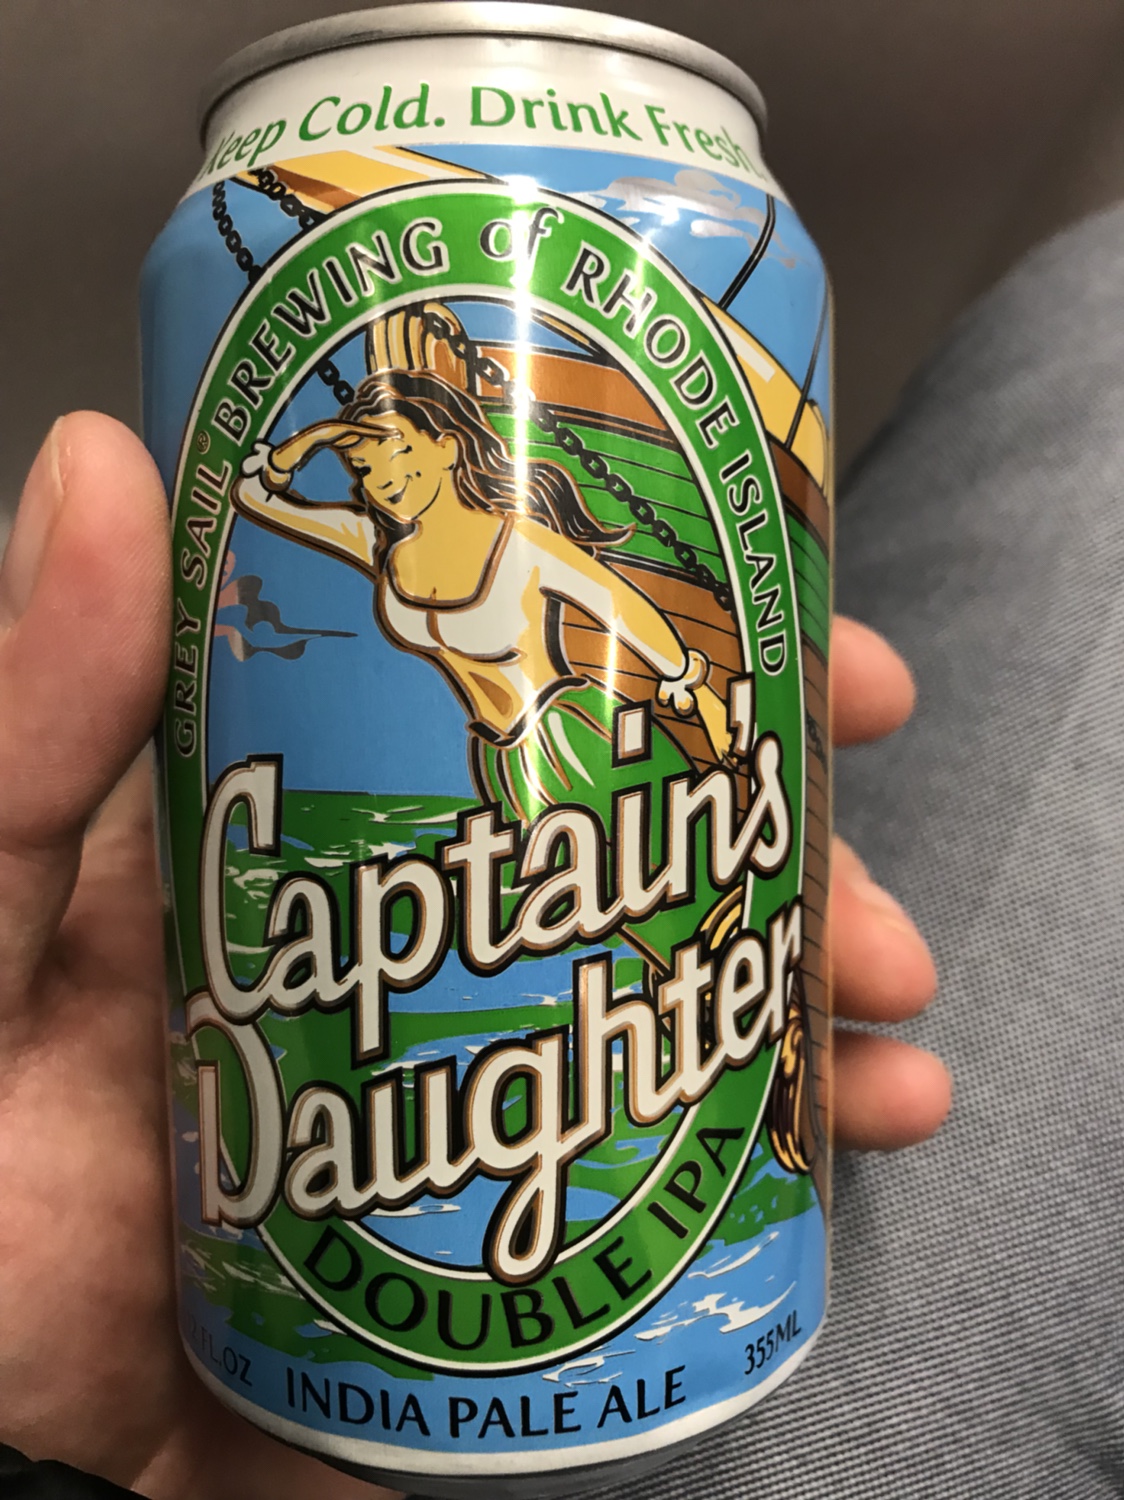 Keep Cold. Drink Fresh.
GREY SAIL® BREWING of RHODE ISLAND
Captain's
Daughter
DOUBLE IPA
FL.OZ
355ML
INDIA PALE ALE